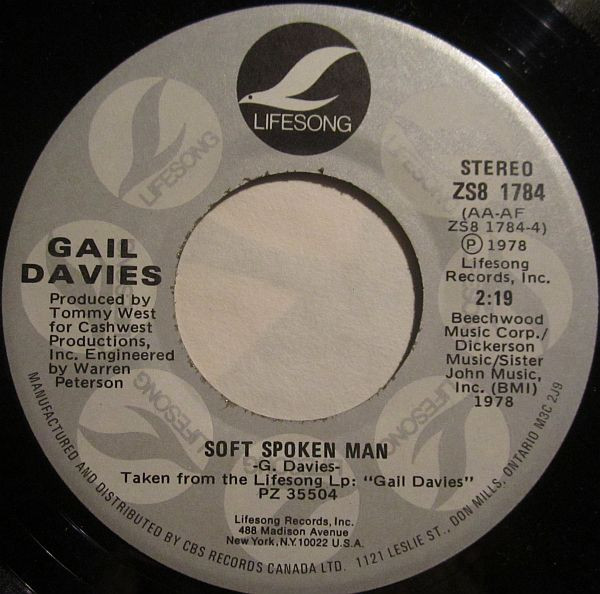 LIFESONG
STEREO
ZS8 1784
(AA-AF
ZS8 1784-4)
Ⓟ 1978
Lifesong
Records, Inc.
2:19
Beechwood
Music Corp./
Dickerson
Music/Sister
John Music,
Inc. (BMI)
1978
GAIL
DAVIES
Produced by
Tommy West
for Cashwest
Productions,
Inc. Engineered
by Warren
Peterson
LIFESONG
LIFESONG
LIFESONG
LIFESONG
SOFT SPOKEN MAN
-G. Davies-
Taken from the Lifesong Lp: "Gail Davies"
PZ 35504
Lifesong Records, Inc.
488 Madison Avenue
New York, N.Y. 10022 U.S.A.
MANUFACTURED AND DISTRIBUTED BY CBS RECORDS CANADA LTD. 1121 LESLIE ST., DON MILLS, ONTARIO M3C 2J9